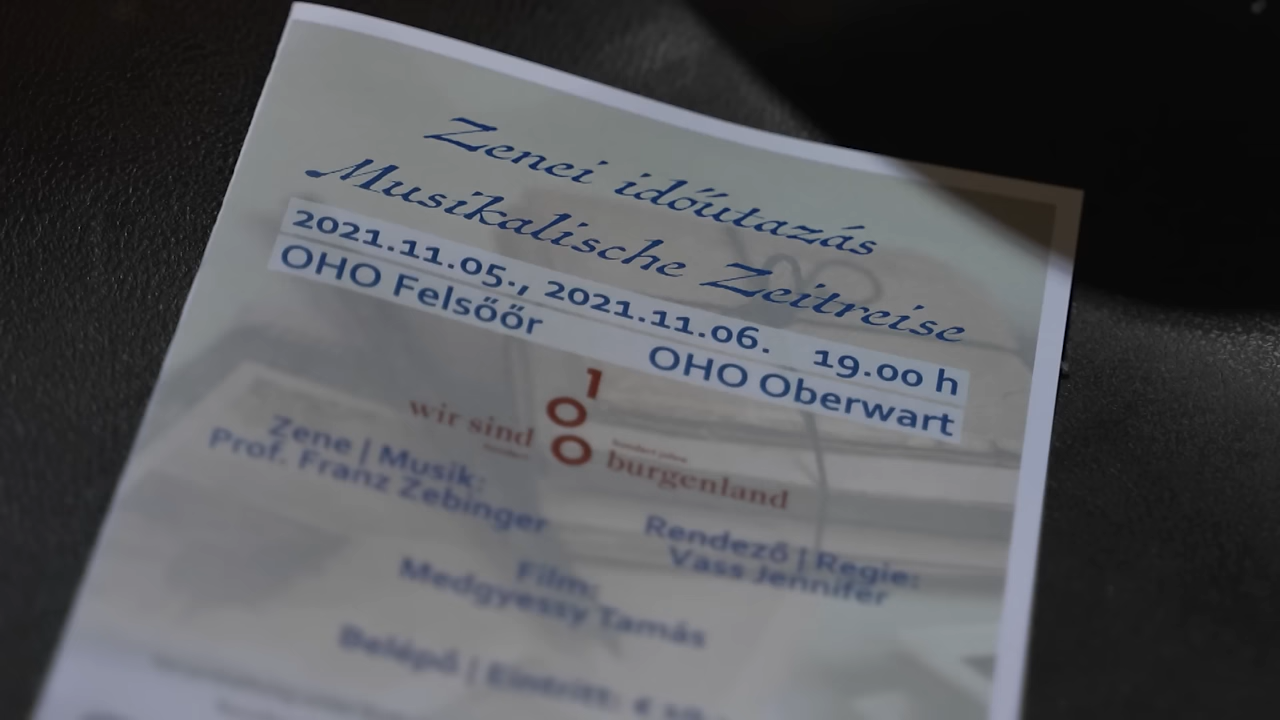 Zenei időutazás
Musikalische Zeitreise
2021.11.05., 2021.11.06. 19.00 h
OHO Felsőőr OHO Oberwart
100
wir sind burgenland
Zene | Musik:
Prof. Franz Zebinger
Rendező | Regie:
Vass Jennifer
Film:
Medgyessy Tamás
Belépő | Eintritt: €